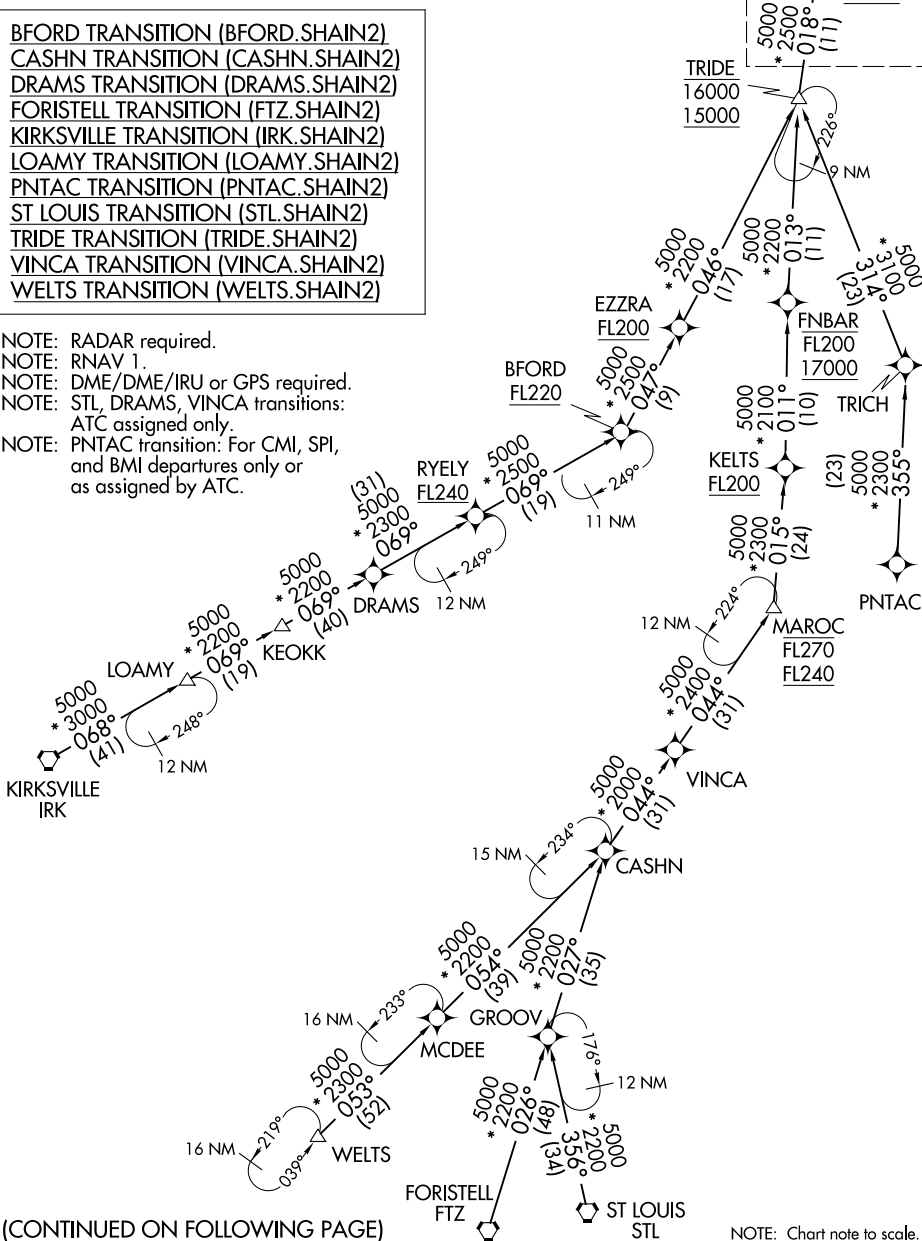 BFORD TRANSITION (BFORD.SHAIN2)
CASHN TRANSITION (CASHN.SHAIN2)
DRAMS TRANSITION (DRAMS.SHAIN2)
FORISTELL TRANSITION (FTZ.SHAIN2)
KIRKSVILLE TRANSITION (IRK.SHAIN2)
LOAMY TRANSITION (LOAMY.SHAIN2)
PNTAC TRANSITION (PNTAC.SHAIN2)
ST LOUIS TRANSITION (STL.SHAIN2)
TRIDE TRANSITION (TRIDE.SHAIN2)
VINCA TRANSITION (VINCA.SHAIN2)
WELTS TRANSITION (WELTS.SHAIN2)
NOTE: RADAR required.
NOTE: RNAV 1.
NOTE: DME/DME/IRU or GPS required.
NOTE: STL, DRAMS, VINCA transitions:
ATC assigned only.
NOTE: PNTAC transition: For CMI, SPI,
and BMI departures only or
as assigned by ATC.
5000
* 2500
018°
(11)
TRIDE
16000
15000
226°
9 NM
5000
* 2200
046°
(17)
5000
* 2200
013°
(11)
5000
* 3100
314°
(23)
EZZRA
FL200
FNBAR
FL200
17000
TRICH
BFORD
FL220
5000
* 2500
047°
(9)
249°
11 NM
5000
* 2100
011°
(10)
KELTS
FL200
(23)
5000
* 2300
355°
PNTAC
RYELY
FL240
5000
* 2500
069°
(19)
249°
12 NM
(31)
5000
* 2300
069°
DRAMS
5000
* 2300
015°
(24)
224°
12 NM
MAROC
FL270
FL240
5000
* 2200
069°
(40)
KEOKK
5000
* 2200
069°
(19)
LOAMY
248°
12 NM
5000
* 3000
068°
(41)
KIRKSVILLE
IRK
5000
* 2400
044°
(31)
VINCA
5000
* 2000
044°
(31)
234°
15 NM
CASHN
5000
* 2200
054°
(39)
5000
* 2200
027°
(35)
233°
16 NM
MCDEE
GROOV
176°
12 NM
5000
* 2300
053°
(52)
219°
039°
16 NM
WELTS
5000
* 2200
026°
(48)
5000
* 2200
356°
(34)
FORISTELL
FTZ
ST LOUIS
STL
(CONTINUED ON FOLLOWING PAGE)
NOTE: Chart note to scale.